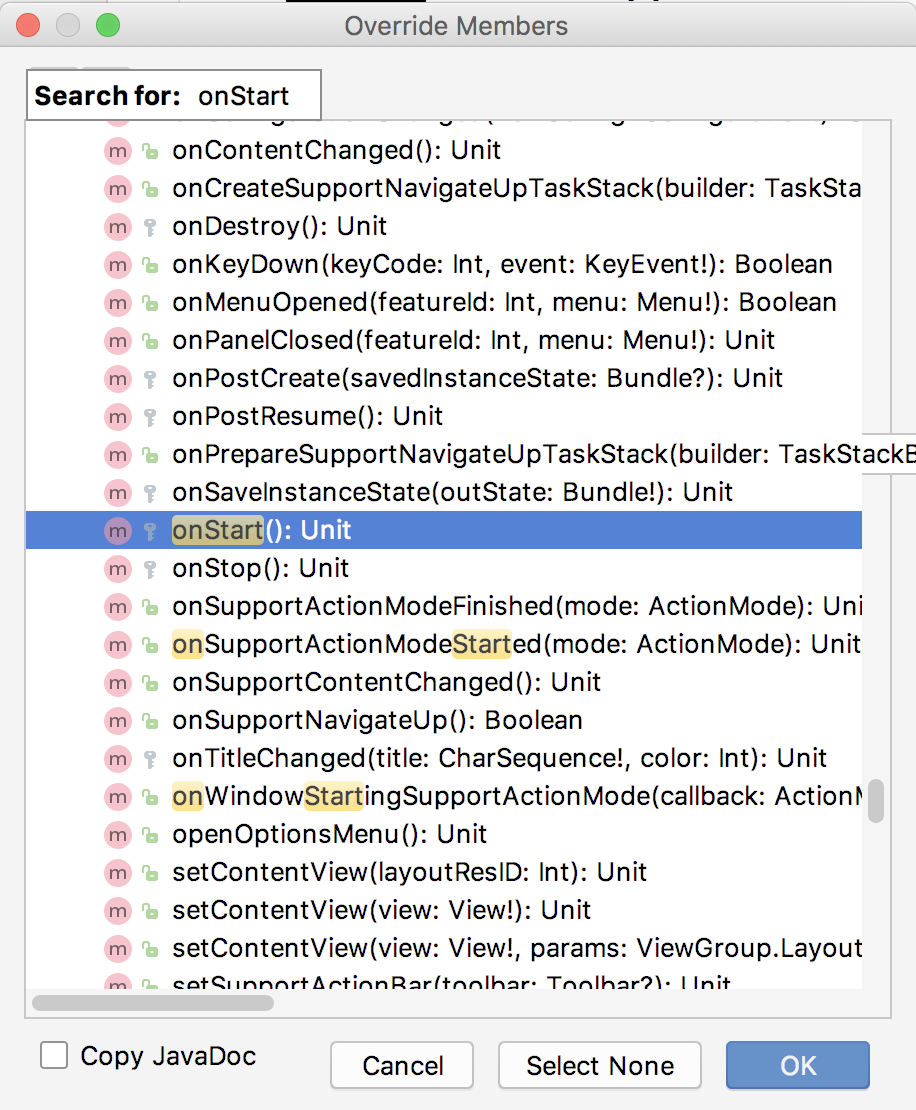 Override Members
Search for: onStart
m onContentChanged(): Unit
m onCreateSupportNavigateUpTaskStack(builder: TaskSta
m onDestroy(): Unit
m onKeyDown(keyCode: Int, event: KeyEvent!): Boolean
m onMenuOpened(featureId: Int, menu: Menu!): Boolean
m onPanelClosed(featureId: Int, menu: Menu!): Unit
m onPostCreate(savedInstanceState: Bundle?): Unit
m onPostResume(): Unit
m onPrepareSupportNavigateUpTaskStack(builder: TaskStackB
m onSaveInstanceState(outState: Bundle!): Unit
m onStart(): Unit
m onStop(): Unit
m onSupportActionModeFinished(mode: ActionMode): Uni
m onSupportActionModeStarted(mode: ActionMode): Unit
m onSupportContentChanged(): Unit
m onSupportNavigateUp(): Boolean
m onTitleChanged(title: CharSequence!, color: Int): Unit
m onWindowStartingSupportActionMode(callback: ActionM
m openOptionsMenu(): Unit
m setContentView(layoutResID: Int): Unit
m setContentView(view: View!): Unit
m setContentView(view: View!, params: ViewGroup.Layout
m setSupportActionBar(toolbar: Toolbar?): Unit
Copy JavaDoc
Cancel
Select None
OK